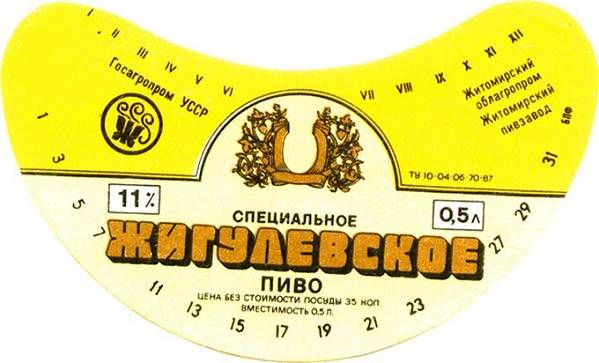 I II III IV V VI VII VIII IX X XI XII
Госагропром УССР
Ж
Житомирский
облагропром
Житомирский
пивзавод
БПФ
ТУ 10-04-06-70-87
11%
0,5л
СПЕЦИАЛЬНОЕ
ЖИГУЛЕВСКОЕ
ПИВО
ЦЕНА БЕЗ СТОИМОСТИ ПОСУДЫ 35 КОП.
ВМЕСТИМОСТЬ 0,5 Л.
1 3 5 7 11 13 15 17 19 21 23 27 29 31